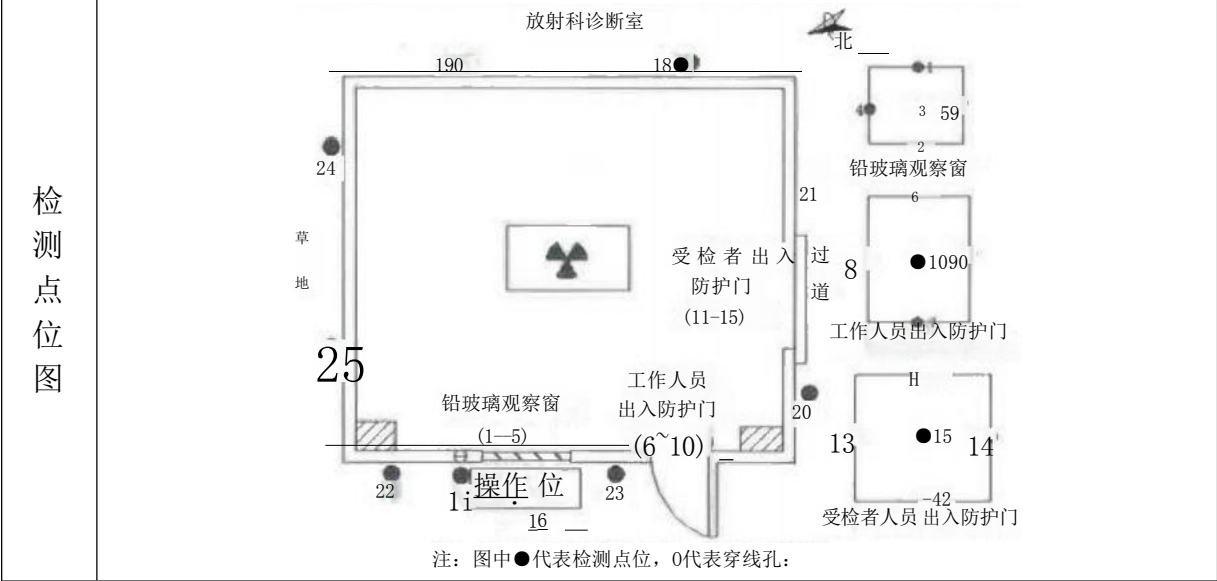 检测点位图
放射科诊断室
北
190
18
24
草地
25
21
受检者出入
防护门
(11-15)
过道
工作人员
出入防护门
(6~10)
铅玻璃观察窗
(1—5)
20
22
1i
操作位
16
23
1
4
3 59
2
铅玻璃观察窗
6
8
1090
工作人员出入防护门
H
13
15
14
-42
受检者人员出入防护门
注：图中●代表检测点位，0代表穿线孔：